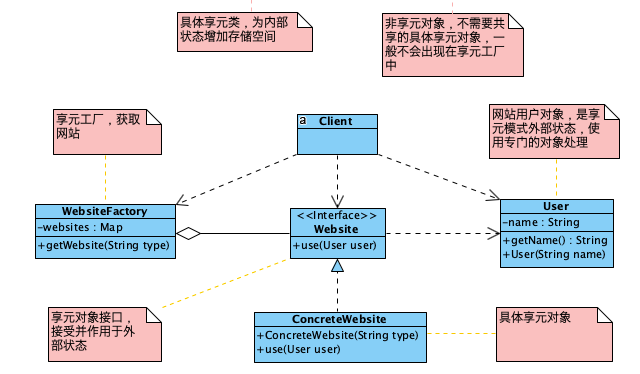 具体享元类，为内部
状态增加存储空间
非享元对象，不需要共
享的具体享元对象，一
般不会出现在享元工厂
中
享元工厂，获取
网站
a
Client
网站用户对象，是享
元模式外部状态，使
用专门的对象处理
WebsiteFactory
-websites : Map
+getWebsite(String type)
<<Interface>>
Website
+use(User user)
User
-name : String
+getName() : String
+User(String name)
享元对象接口，
接受并作用于外
部状态
ConcreteWebsite
+ConcreteWebsite(String type)
+use(User user)
具体享元对象